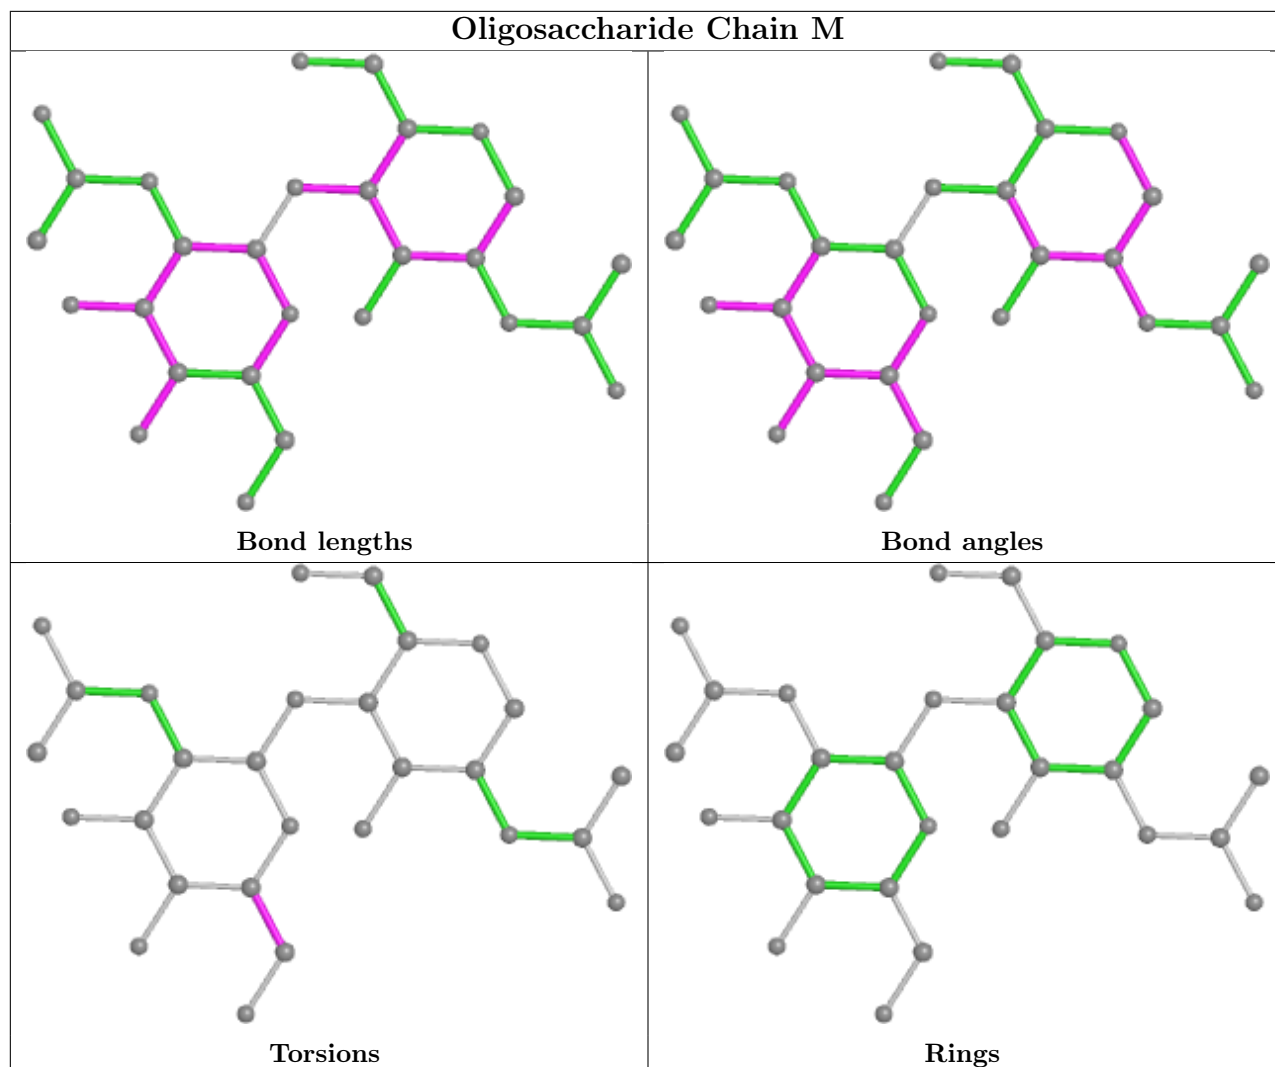 Oligosaccharide Chain M
Bond lengths
Bond angles
Torsions
Rings